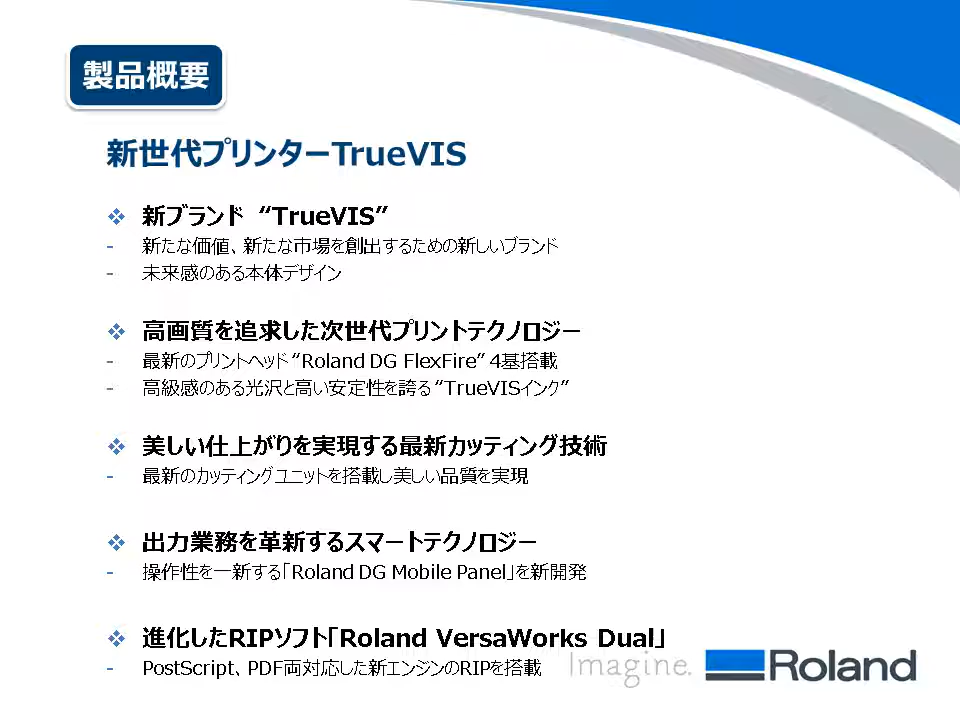 製品概要
新世代プリンターTrueVIS
❖ 新ブランド “TrueVIS”
- 新たな価値、新たな市場を創出するための新しいブランド
- 未来感のある本体デザイン
❖ 高画質を追求した次世代プリントテクノロジー
- 最新のプリントヘッド“Roland DG FlexFire” 4基搭載
- 高級感のある光沢と高い安定性を誇る“TrueVISインク”
❖ 美しい仕上がりを実現する最新カッティング技術
- 最新のカッティングユニットを搭載し美しい品質を実現
❖ 出力業務を革新するスマートテクノロジー
- 操作性を一新する「Roland DG Mobile Panel」を新開発
❖ 進化したRIPソフト「Roland VersaWorks Dual」
- PostScript、PDF両対応した新エンジンのRIPを搭載
Imagine.
Roland